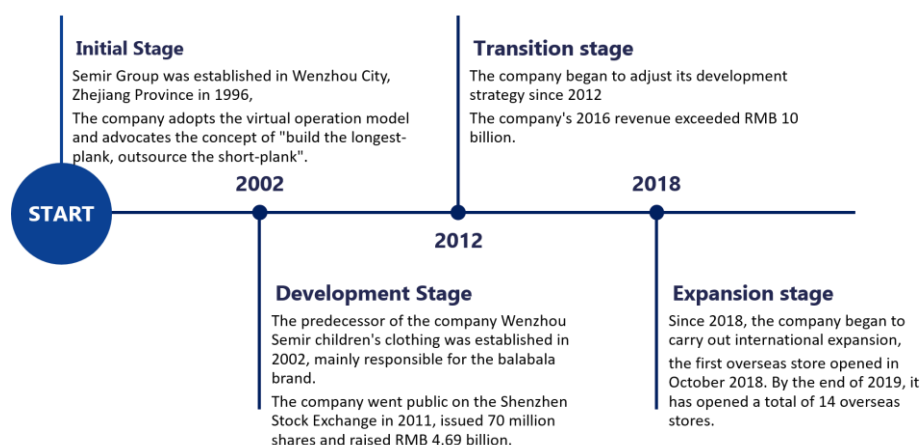 Initial Stage
Semir Group was established in Wenzhou City,
Zhejiang Province in 1996,
The company adopts the virtual operation model
and advocates the concept of "build the longest-
plank, outsource the short-plank".
Transition stage
The company began to adjust its development
strategy since 2012
The company's 2016 revenue exceeded RMB 10
billion.
START
2002
2012
2018
Development Stage
The predecessor of the company Wenzhou
Semir children's clothing was established in
2002, mainly responsible for the balabala
brand.
The company went public on the Shenzhen
Stock Exchange in 2011, issued 70 million
shares and raised RMB 4.69 billion.
Expansion stage
Since 2018, the company began to
carry out international expansion,
the first overseas store opened in
October 2018. By the end of 2019, it
has opened a total of 14 overseas
stores.